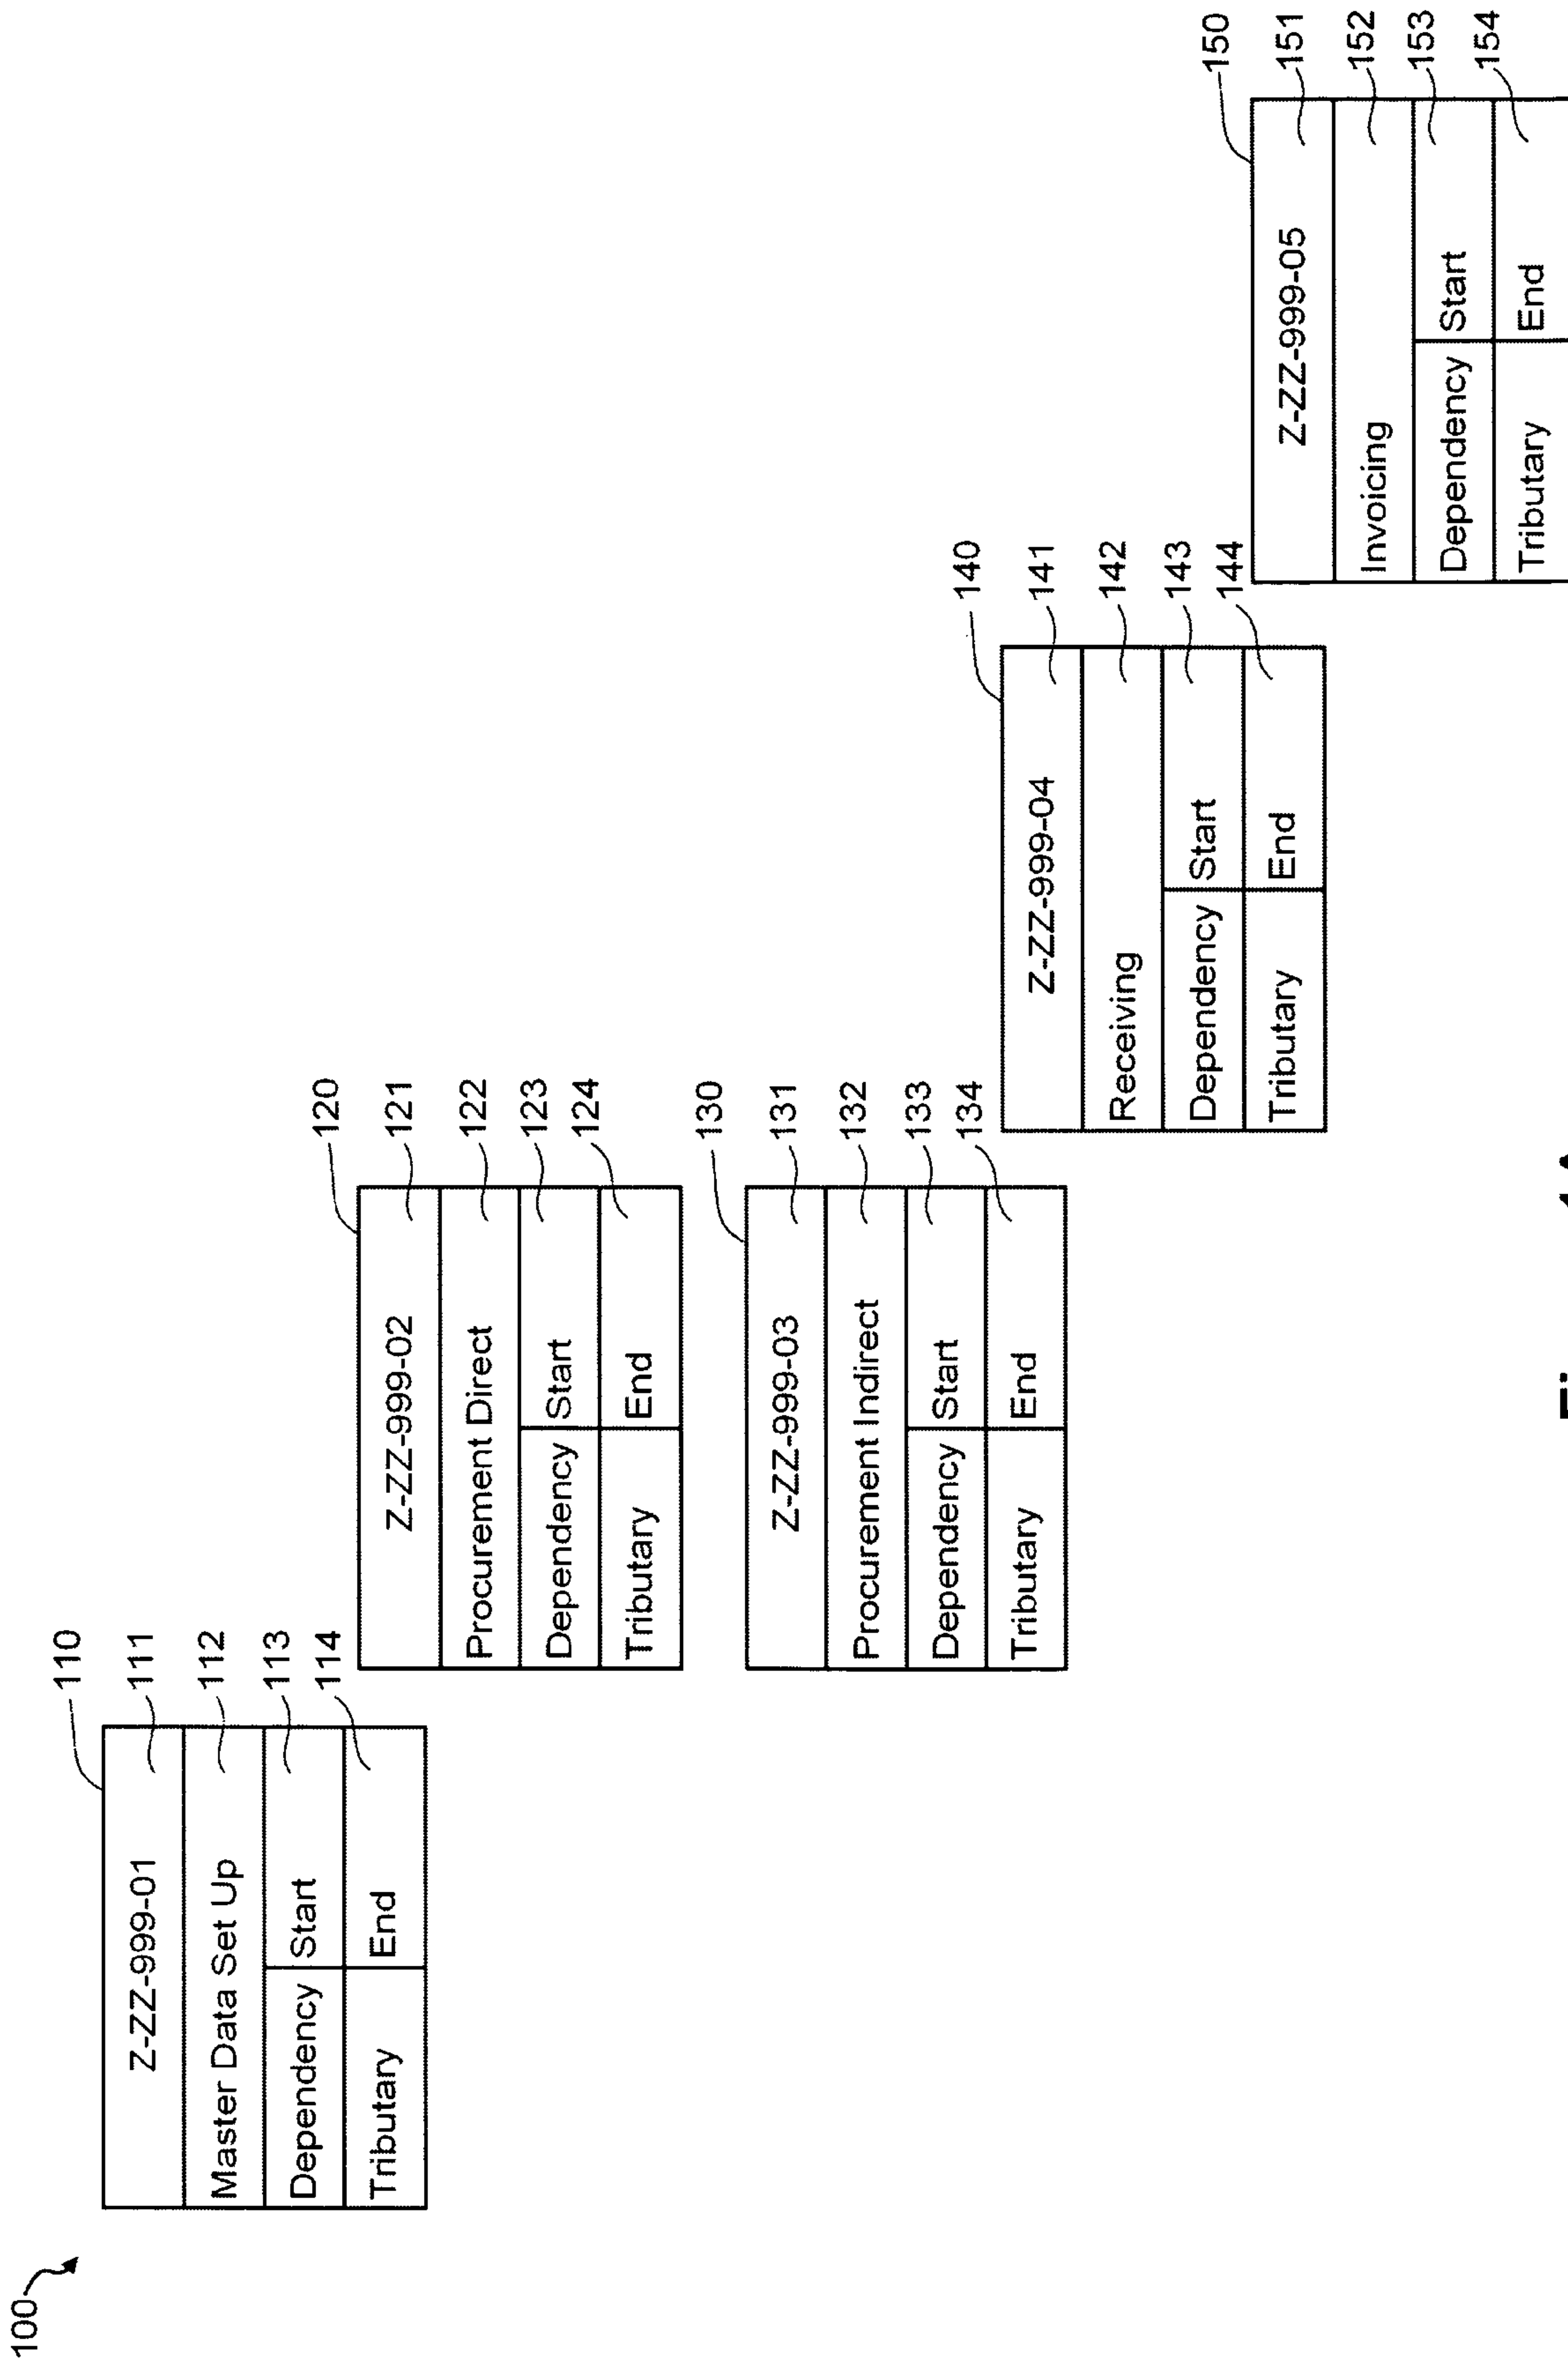 100
110
Z-ZZ-999-01
111
Master Data Set Up
112
Dependency Start
113
Tributary End
114
120
Z-ZZ-999-02
121
Procurement Direct
122
Dependency Start
123
Tributary End
124
130
Z-ZZ-999-03
131
Procurement Indirect
132
Dependency Start
133
Tributary End
134
140
Z-ZZ-999-04
141
Receiving
142
Dependency Start
143
Tributary End
144
150
Z-ZZ-999-05
151
Invoicing
152
Dependency Start
153
Tributary End
154